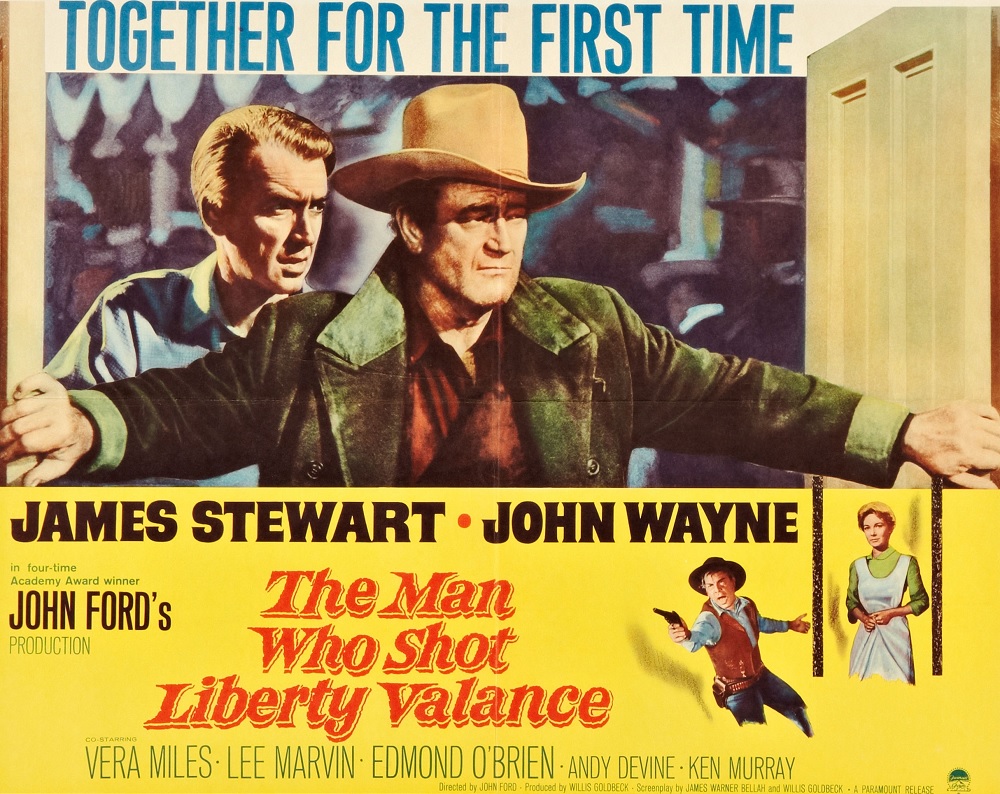 TOGETHER FOR THE FIRST TIME
JAMES STEWART • JOHN WAYNE
in four-time
Academy Award winner
JOHN FORD's
PRODUCTION
The Man
Who Shot
Liberty Valance
CO-STARRING
VERA MILES · LEE MARVIN · EDMOND O'BRIEN · ANDY DEVINE · KEN MURRAY
Directed by JOHN FORD · Produced by WILLIS GOLDBECK · Screenplay by JAMES WARNER BELLAH and WILLIS GOLDBECK · A PARAMOUNT RELEASE